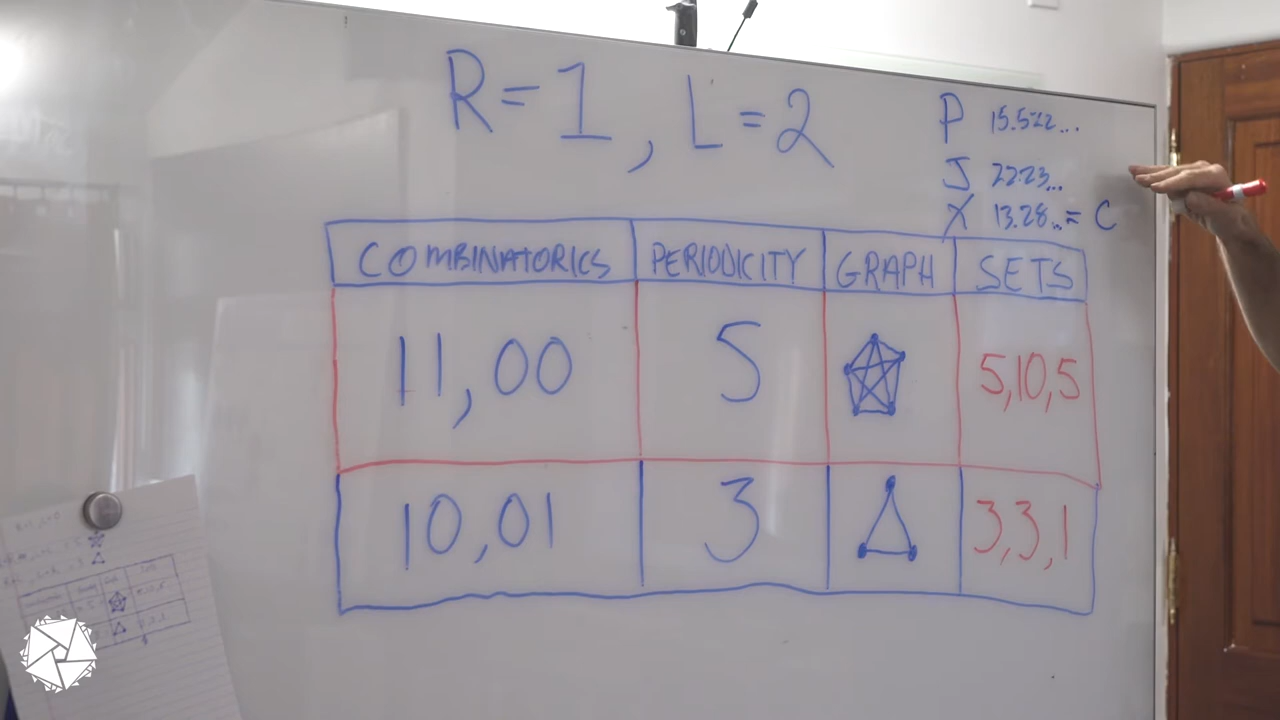 R=1, L=2
P 15.512...
J 22.23...
X 13.28...= C
COMBINATORICS PERIODICITY GRAPH SETS
11,00 5 5,10,5
10,01 3 3,3,1